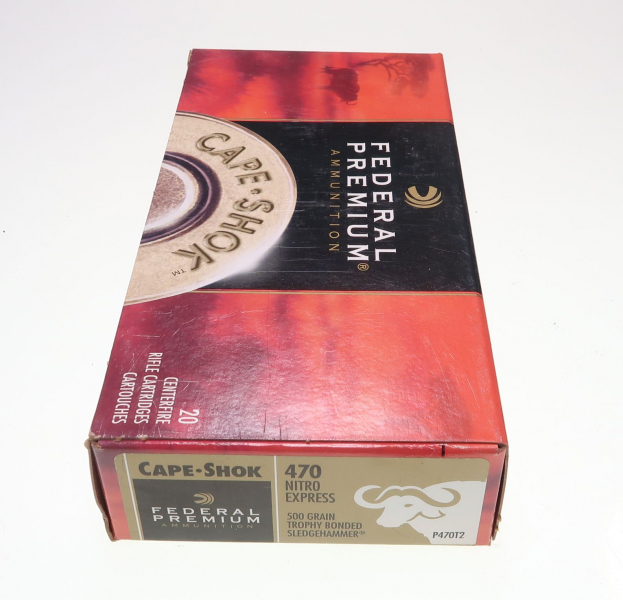 CAPE•SHOK™
FEDERAL
PREMIUM®
AMMUNITION
20
CENTERFIRE
RIFLE CARTRIDGES
CARTOUCHES
CAPE•SHOK
FEDERAL
PREMIUM
AMMUNITION
470
NITRO
EXPRESS
500 GRAIN
TROPHY BONDED
SLEDGEHAMMER®
P470T2